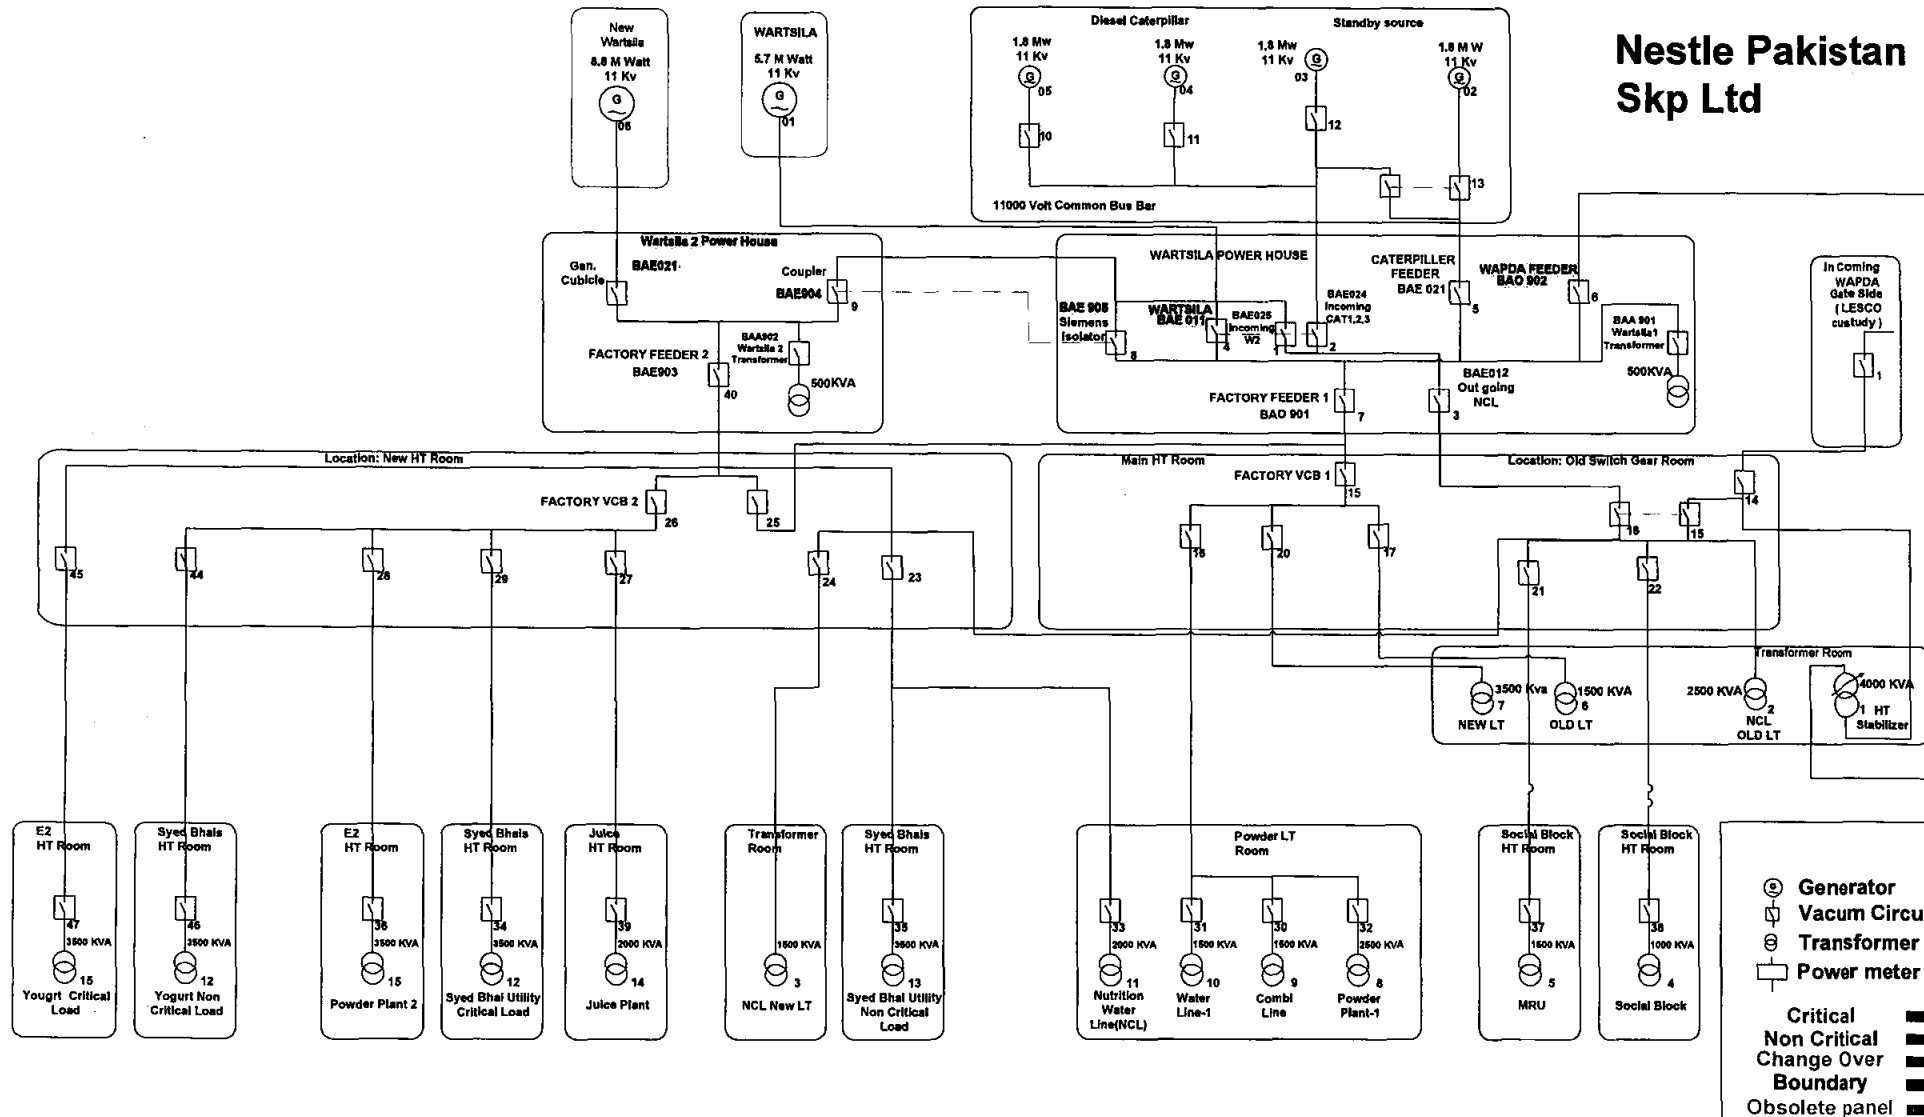 Nestle Pakistan
Skp Ltd
New
Wartsila
8.8 M Watt
11 Kv
G
06
WARTSILA
5.7 M Watt
11 Kv
G
01
Diesel Caterpillar
Standby source
1.8 Mw
11 Kv
G
05
10
1.8 Mw
11 Kv
G
04
11
1.8 Mw
11 Kv
G
03
12
1.8 M W
11 Kv
G
02
13
11000 Volt Common Bus Bar
Wartsila 2 Power House
Gen.
Cubicle
BAE021
Coupler
BAE904
9
FACTORY FEEDER 2
BAE903
40
BAA902
Wartsila 2
Transformer
500KVA
WARTSILA POWER HOUSE
BAE 905
Siemens
Isolator
8
WARTSILA
BAE 011
4
BAE025
Incoming
W2
1
BAE024
Incoming
CAT1,2,3
2
CATERPILLER
FEEDER
BAE 021
5
WAPDA FEEDER
BAO 902
6
BAA 901
Wartsila1
Transformer
500KVA
FACTORY FEEDER 1
BAO 901
7
BAE012
Out going
NCL
3
In Coming
WAPDA
Gate Side
( LESCO
custudy )
1
Location: New HT Room
FACTORY VCB 2
26
25
45
44
28
29
27
24
23
Main HT Room
Location: Old Switch Gear Room
FACTORY VCB 1
15
18
20
17
16
15
14
21
22
Transformer Room
3500 Kva
7
NEW LT
1500 KVA
6
OLD LT
2500 KVA
2
NCL
OLD LT
4000 KVA
1 HT
Stabilizer
E2
HT Room
47
3500 KVA
15
Yougrt Critical
Load
Syed Bhais
HT Room
46
3500 KVA
12
Yogurt Non
Critical Load
E2
HT Room
36
3500 KVA
15
Powder Plant 2
Syed Bhais
HT Room
34
3500 KVA
12
Syed Bhai Utility
Critical Load
Juice
HT Room
39
2000 KVA
14
Juice Plant
Transformer
Room
1500 KVA
3
NCL New LT
Syed Bhais
HT Room
35
3500 KVA
13
Syed Bhai Utility
Non Critical
Load
Powder LT
Room
33
2000 KVA
11
Nutrition
Water
Line(NCL)
31
1500 KVA
10
Water
Line-1
30
1500 KVA
9
Combi
Line
32
2500 KVA
8
Powder
Plant-1
Social Block
HT Room
37
1500 KVA
5
MRU
Social Block
HT Room
38
1000 KVA
4
Social Block
G
Generator
Vacum Circu
Transformer
Power meter
Critical
Non Critical
Change Over
Boundary
Obsolete panel